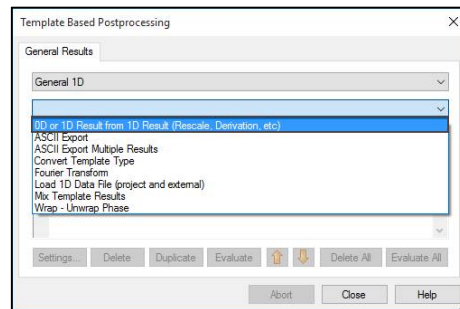 Template Based Postprocessing
General Results
General 1D
0D or 1D Result from 1D Result (Rescale, Derivation, etc)
ASCII Export
ASCII Export Multiple Results
Convert Template Type
Fourier Transform
Load 1D Data File (project and external)
Mix Template Results
Wrap - Unwrap Phase
Settings... Delete Duplicate Evaluate Delete All Evaluate All
Abort Close Help